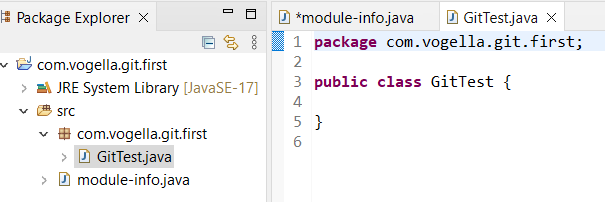 Package Explorer
com.vogella.git.first
JRE System Library [JavaSE-17]
src
com.vogella.git.first
GitTest.java
module-info.java
*module-info.java
GitTest.java
1 package com.vogella.git.first;
2
3 public class GitTest {
4
5 }
6